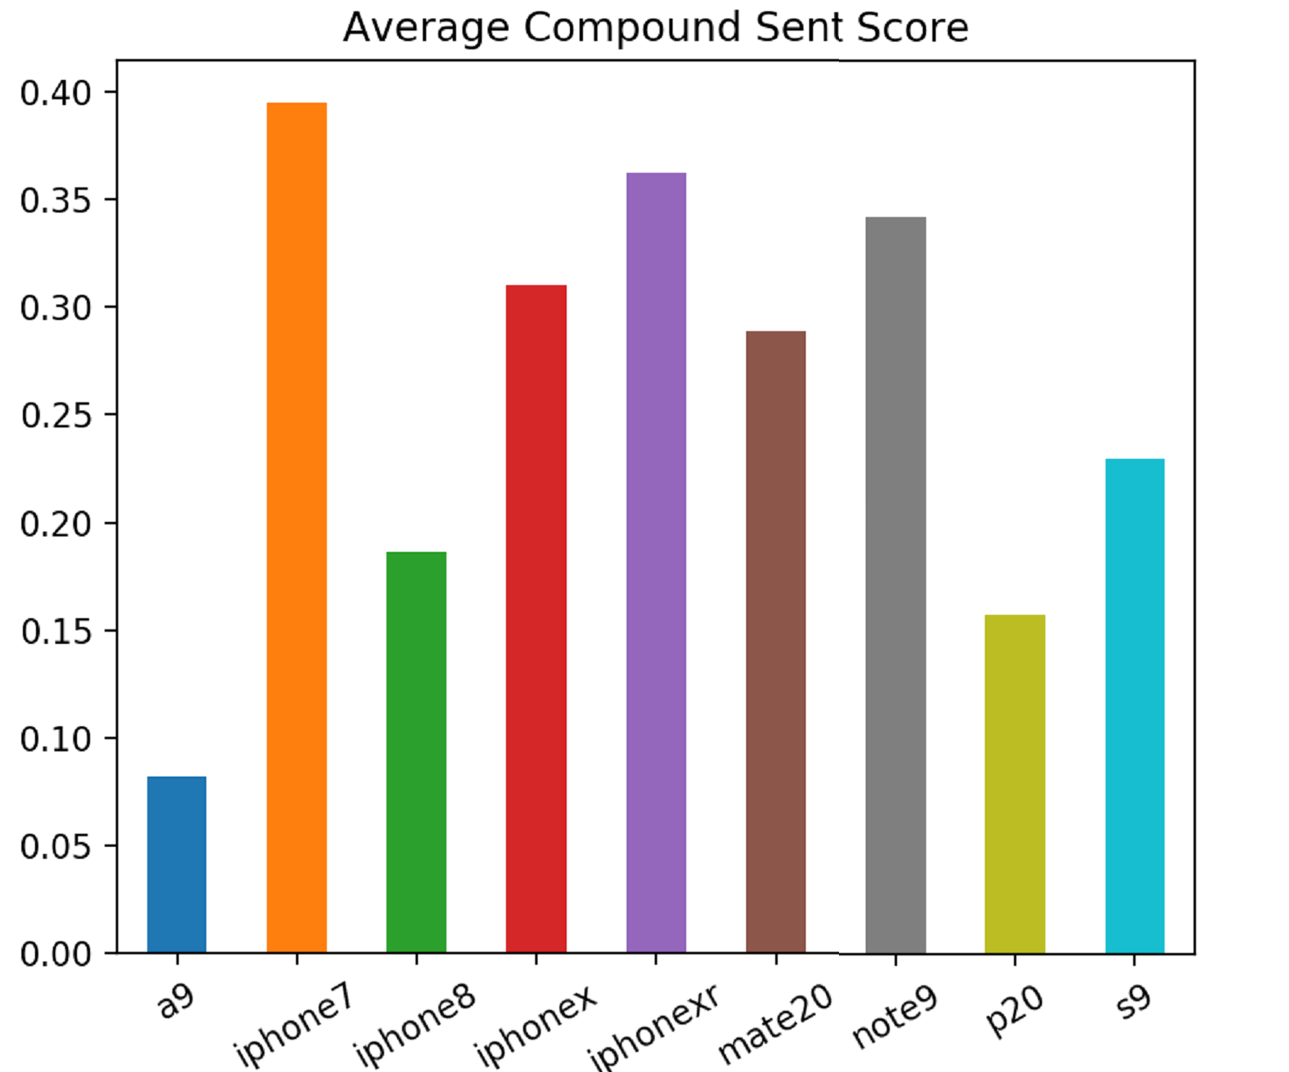 Average Compound Sent Score
0.40
0.35
0.30
0.25
0.20
0.15
0.10
0.05
0.00
a9
iphone7
iphone8
iphonex
iphonexr
mate20
note9
p20
s9